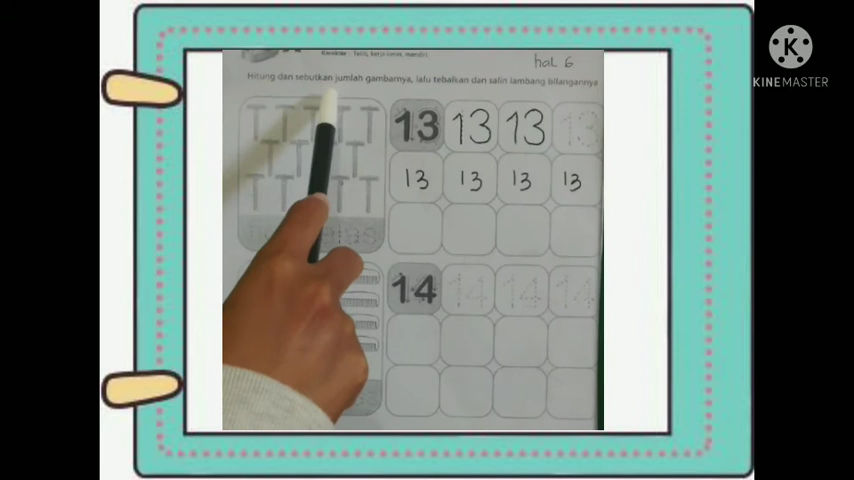 K
KINEMASTER
hal 6
Hitung dan sebutkan jumlah gambarnya, lalu tebalkan dan salin lambang bilangannya
13 13 13 13
13 13 13 13
14 14 14 14